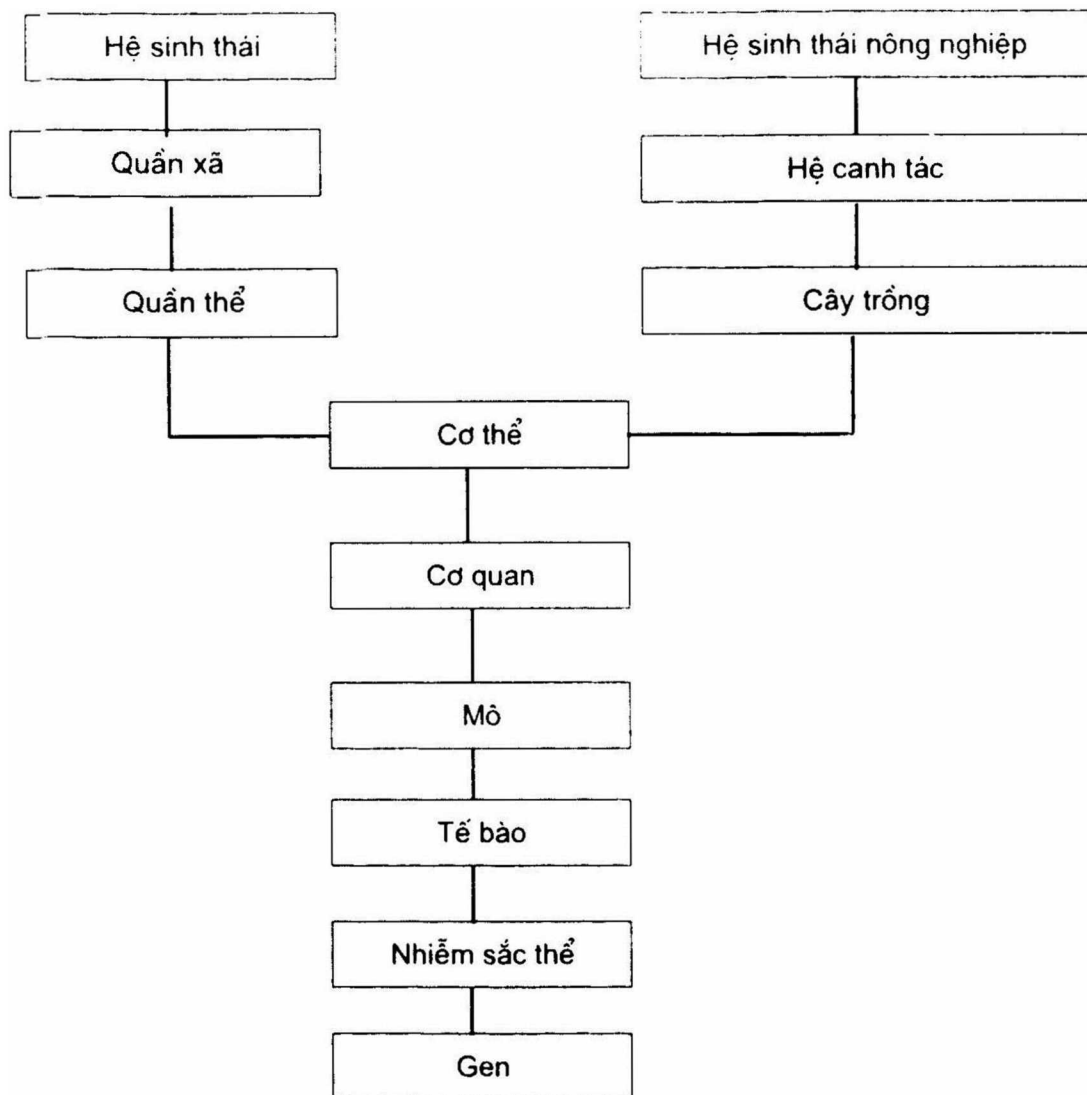 Hệ sinh thái
Hệ sinh thái nông nghiệp
Quần xã
Hệ canh tác
Quần thể
Cây trồng
Cơ thể
Cơ quan
Mô
Tế bào
Nhiễm sắc thể
Gen